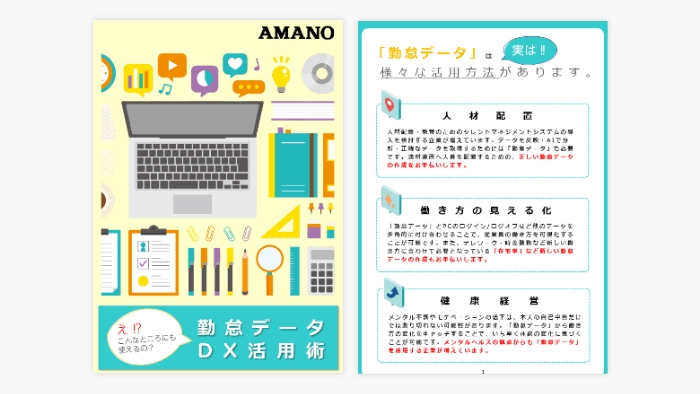 AMANO
え!?
こんなところにも
使えるの?
勤怠データ
DX活用術
「勤怠データ」は
実は!!
様々な活用方法があります。
人材配置
人材配置・教育のためのタレントマネジメントシステムの導
入を検討する企業が増えています。データを反映・AIで分
析・正確なデータを取得するためには「勤怠データ」も必要
です。適材適所へ人員を配置するための、正しい勤怠データ
の作成をお手伝いします。
働き方の見える化
「勤怠データ」とPCのログイン/ログオフなど他のデータを
多角的に付け合わせることで、従業員の働き方を可視化する
ことが可能です。また、テレワーク・時差勤務など新しい働
き方に合わせて必要となっている「在宅率」など新しい勤怠
データの作成もお手伝いします。
健康経営
メンタル不調やモチベーションの低下は、本人の自己申告だけ
では測り切れない可能性があります。「勤怠データ」から働き
方の変化をキャッチすることで、いち早く体調の変化に気づく
ことが可能です。メンタルヘルスの観点からも「勤怠データ」
を活用する企業が増えています。
1